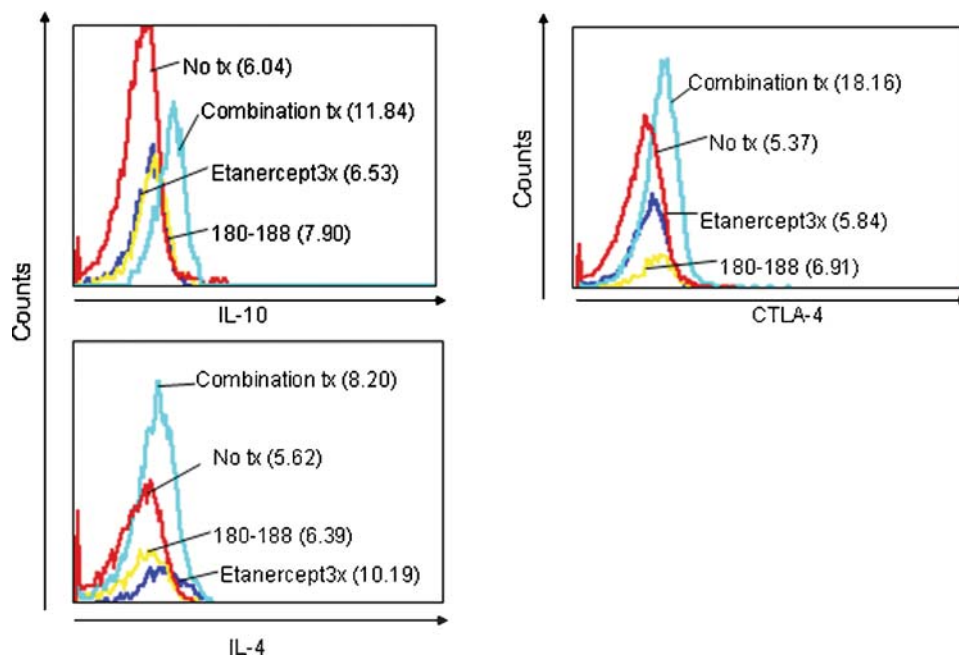 Counts
No tx (6.04)
Combination tx (11.84)
Etanercept3x (6.53)
180-188 (7.90)
IL-10
Counts
Combination tx (18.16)
No tx (5.37)
Etanercept3x (5.84)
180-188 (6.91)
CTLA-4
Counts
Combination tx (8.20)
No tx (5.62)
180-188 (6.39)
Etanercept3x (10.19)
IL-4